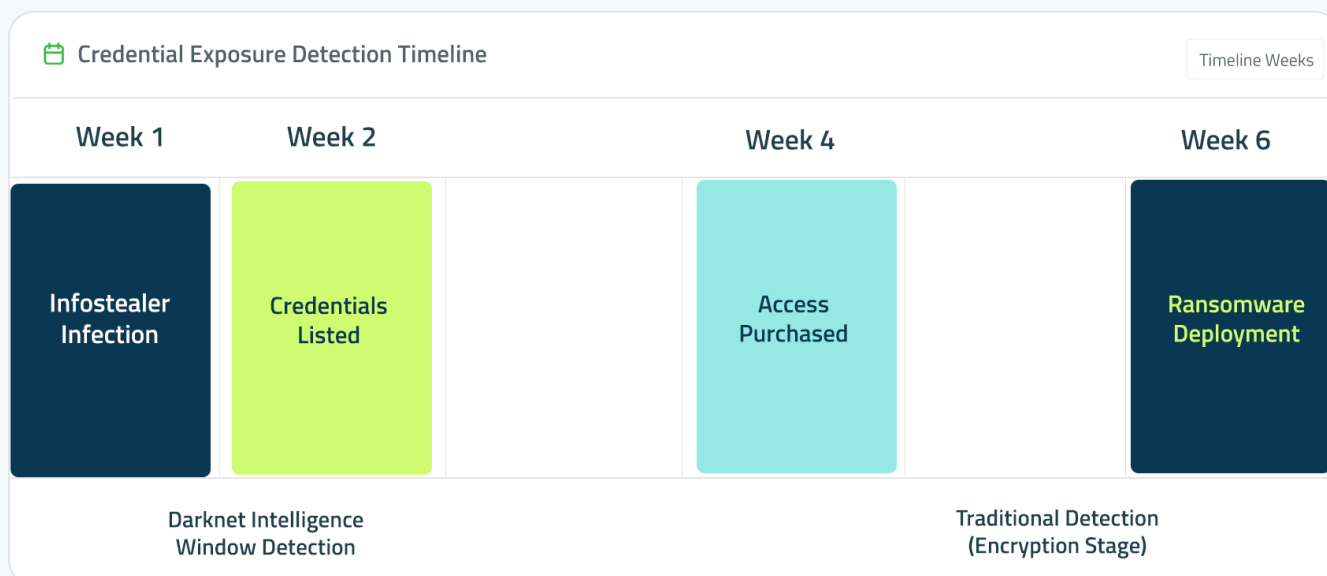 Credential Exposure Detection Timeline
Timeline Weeks
Week 1
Week 2
Week 4
Week 6
Infostealer
Infection
Credentials
Listed
Access
Purchased
Ransomware
Deployment
Darknet Intelligence
Window Detection
Traditional Detection
(Encryption Stage)